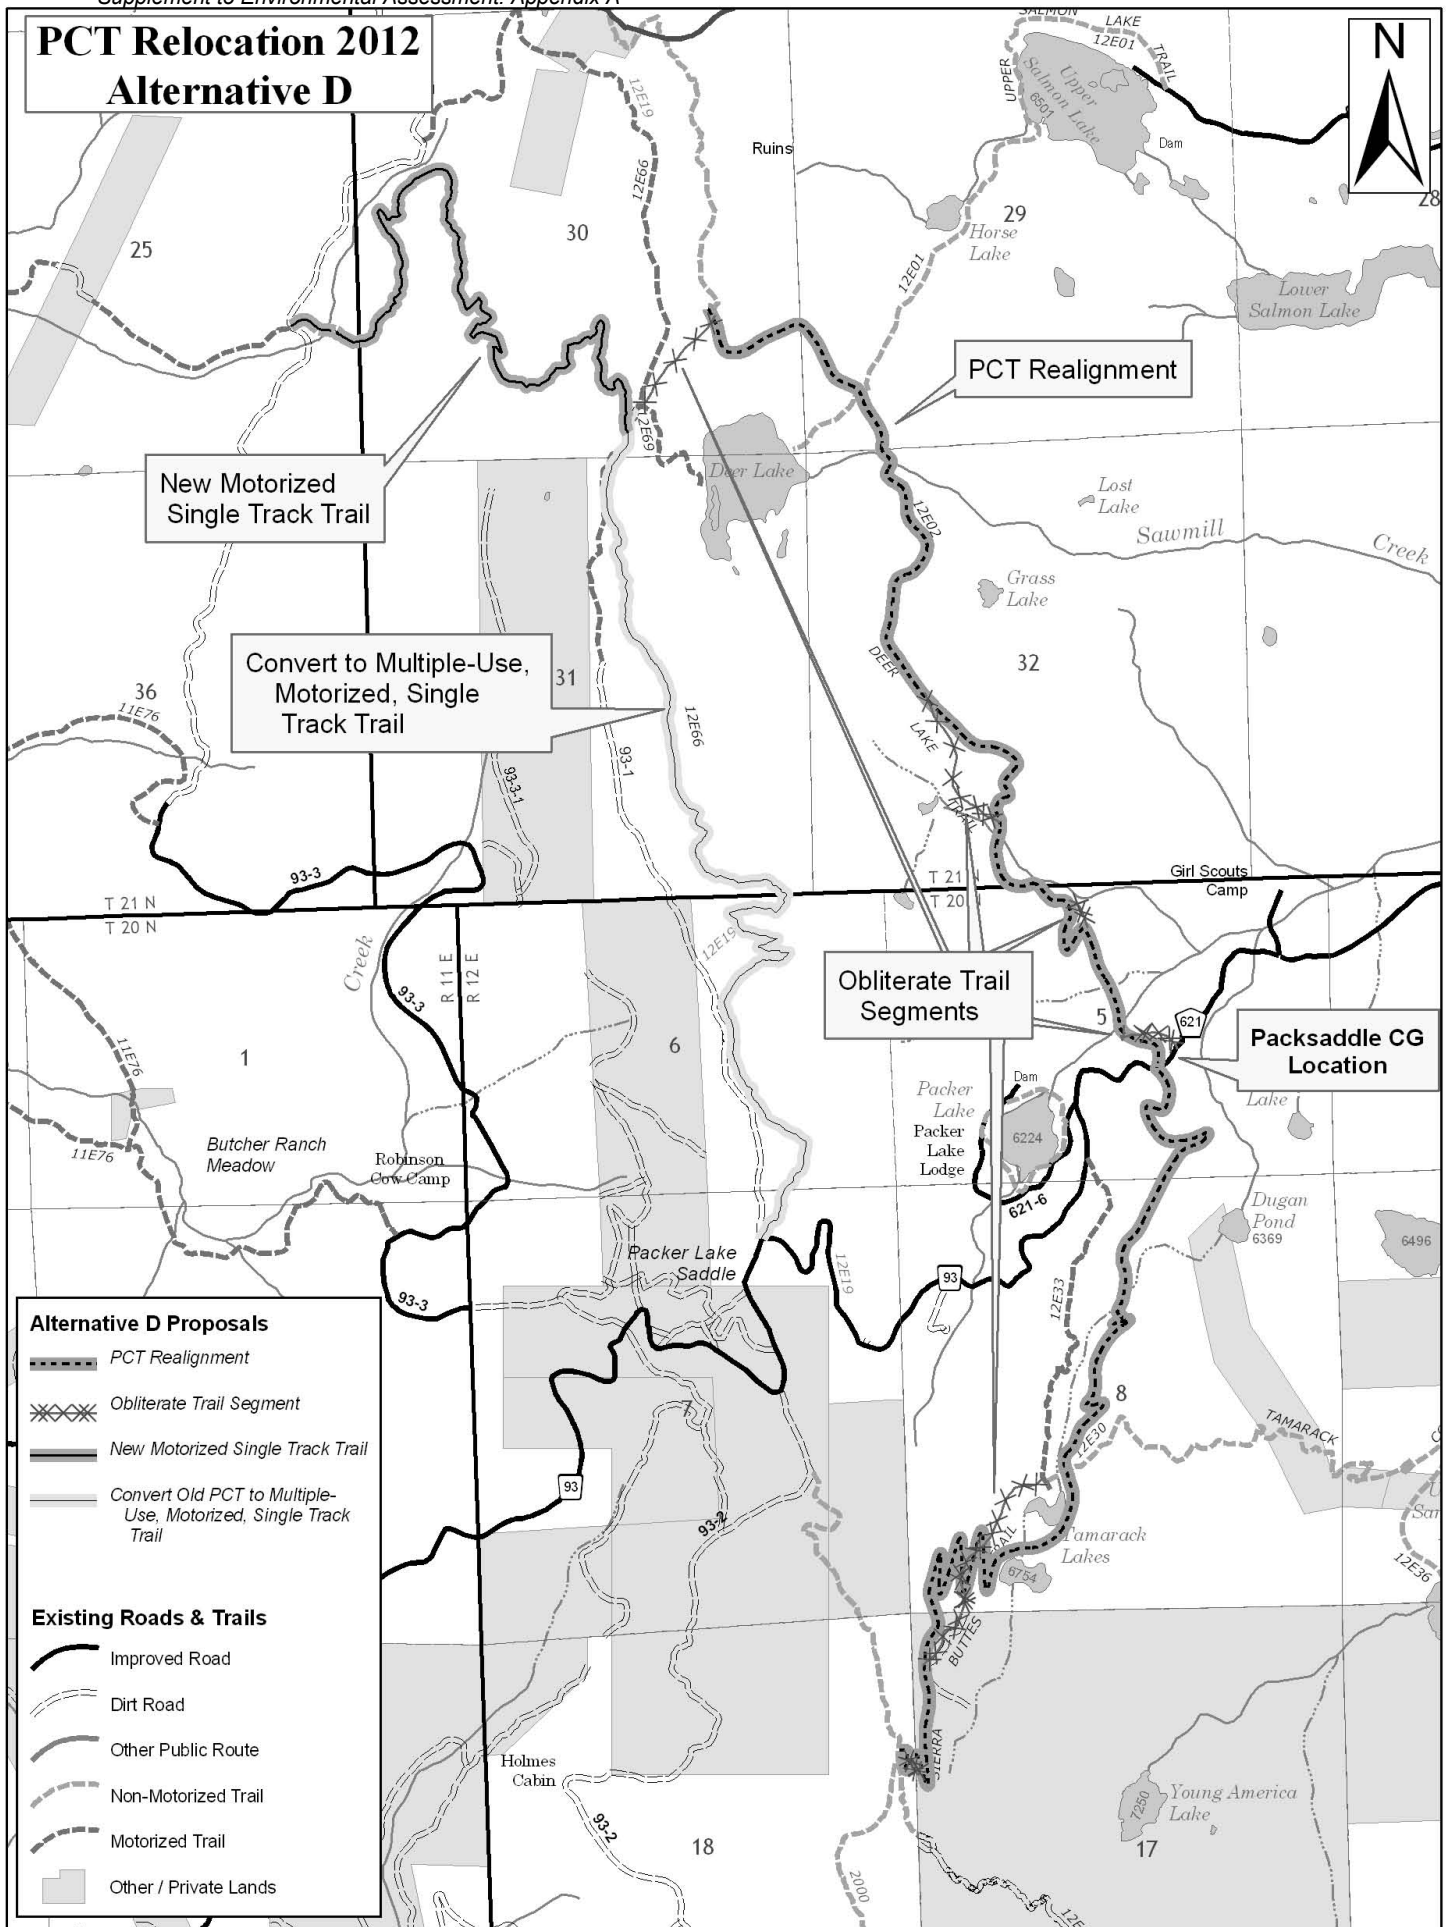 Supplement to Environmental Assessment: Appendix A
PCT Relocation 2012
Alternative D
N
SALMON
LAKE
12E01
TRAIL
UPPER
Upper
Salmon Lake
6501
Dam
Ruins
12E19
12E66
28
29
30
25
Horse
Lake
12E01
Lower
Salmon Lake
PCT Realignment
12E69
New Motorized
Single Track Trail
Deer Lake
Lost
Lake
12E02
Sawmill
Creek
Grass
Lake
Convert to Multiple-Use,
Motorized, Single
Track Trail
31
32
DEER
LAKE
TRAIL
36
11E76
12E66
93-1
93-3-1
93-3
T 21 N
T 20 N
T 21 N
T 20 N
Girl Scouts
Camp
Creek
R 11 E
R 12 E
93-3
12E19
Obliterate Trail
Segments
5
621
Packsaddle CG
Location
Lake
11E76
1
6
Packer
Lake
Dam
Packer
Lake
Lodge
6224
621-6
11E76
Butcher Ranch
Meadow
Robinson
Cow Camp
Dugan
Pond
6369
6496
Packer Lake
Saddle
12E19
93
12E33
93-3
7
8
12E30
TAMARACK
93
93-2
TRAIL
Tamarack
Lakes
6754
12E36
BUTTES
SIERRA
Holmes
Cabin
93-2
18
17
7250
Young America
Lake
2000
Alternative D Proposals
PCT Realignment
Obliterate Trail Segment
New Motorized Single Track Trail
Convert Old PCT to Multiple-
Use, Motorized, Single Track
Trail
Existing Roads & Trails
Improved Road
Dirt Road
Other Public Route
Non-Motorized Trail
Motorized Trail
Other / Private Lands